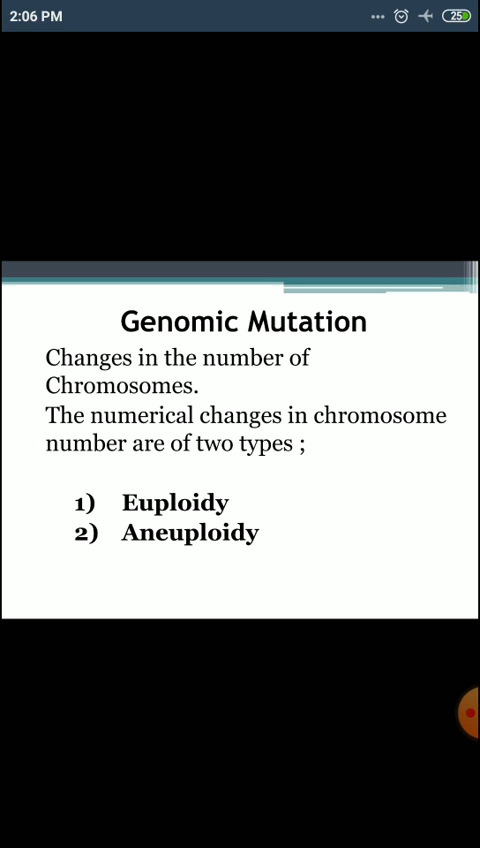 2:06 PM
25
Genomic Mutation
Changes in the number of
Chromosomes.
The numerical changes in chromosome
number are of two types ;
1) Euploidy
2) Aneuploidy